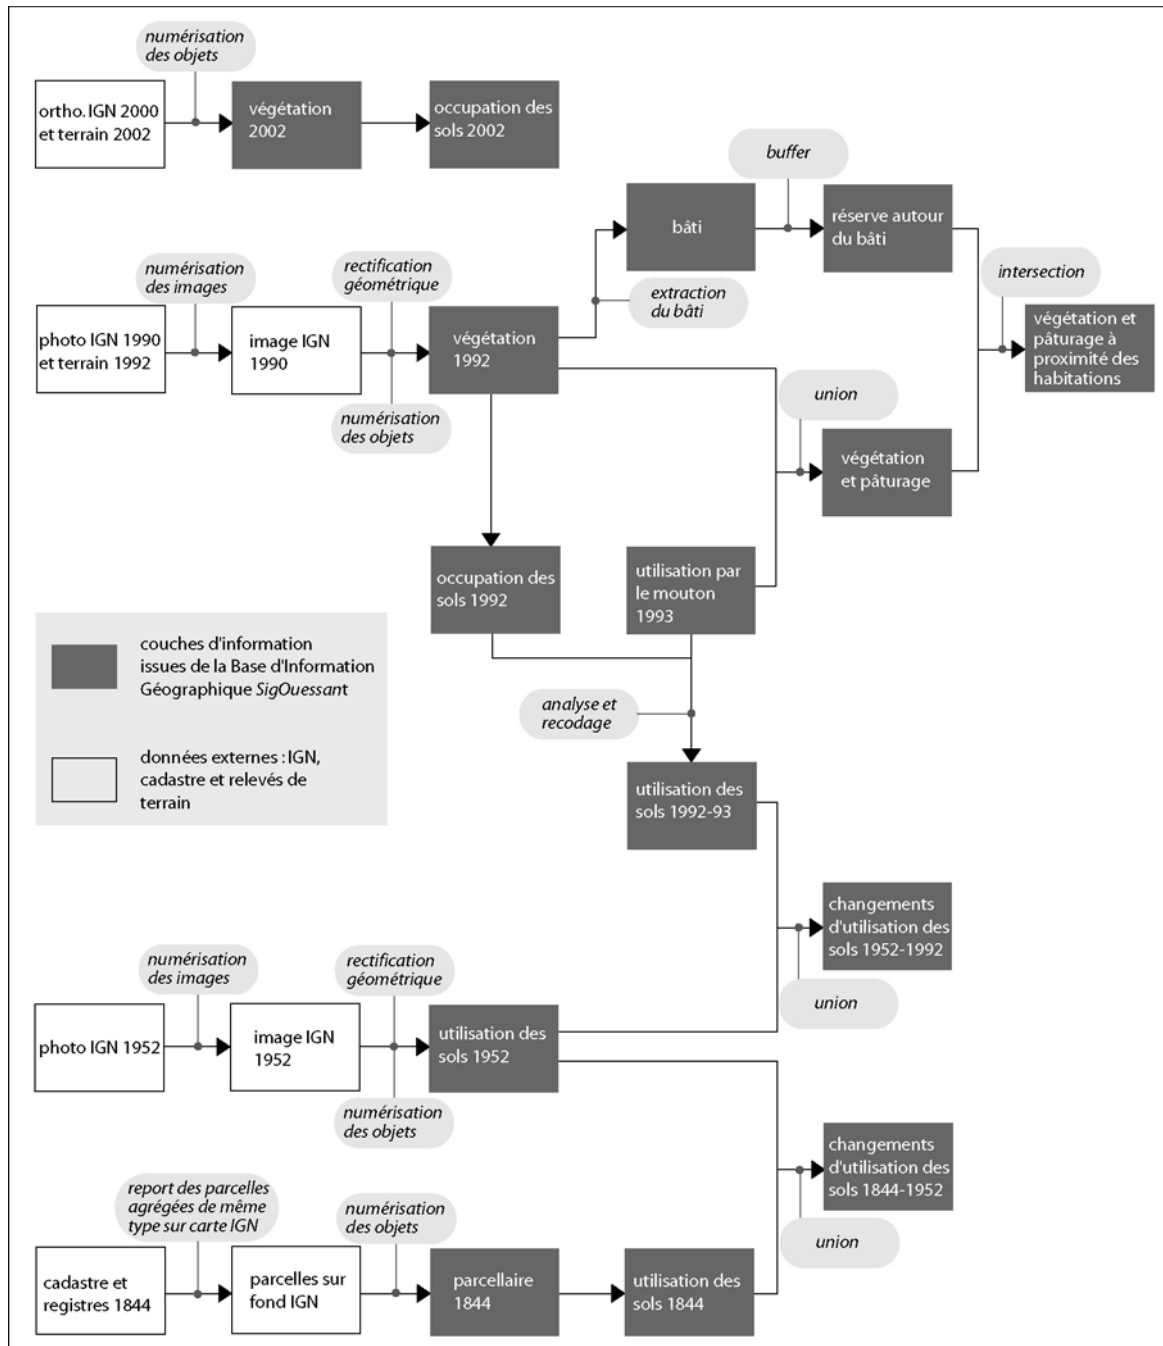 numérisation
des objets
ortho. IGN 2000
et terrain 2002
végétation
2002
occupation des
sols 2002
buffer
bâti
réserve autour
du bâti
numérisation
des images
rectification
géométrique
extraction
du bâti
intersection
photo IGN 1990
et terrain 1992
image IGN
1990
végétation
1992
végétation et
pâturage à
proximité des
habitations
numérisation
des objets
union
végétation
et pâturage
occupation des
sols 1992
utilisation par
le mouton
1993
couches d'information
issues de la Base d'Information
Géographique SigOuessant
données externes : IGN,
cadastre et relevés de
terrain
analyse et
recodage
utilisation des
sols 1992-93
changements
d'utilisation des
sols 1952-1992
union
numérisation
des images
rectification
géométrique
photo IGN 1952
image IGN
1952
utilisation des
sols 1952
numérisation
des objets
changements
d'utilisation des
sols 1844-1952
union
report des parcelles
agrégées de même
type sur carte IGN
numérisation
des objets
cadastre et
registres 1844
parcelles sur
fond IGN
parcellaire
1844
utilisation des
sols 1844